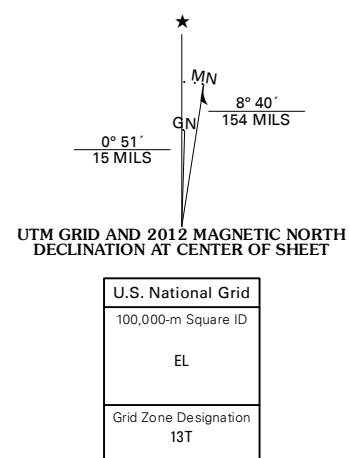 ★
MN
8° 40´
154 MILS
GN
0° 51´
15 MILS
UTM GRID AND 2012 MAGNETIC NORTH
DECLINATION AT CENTER OF SHEET
U.S. National Grid
100,000-m Square ID
EL
Grid Zone Designation
13T